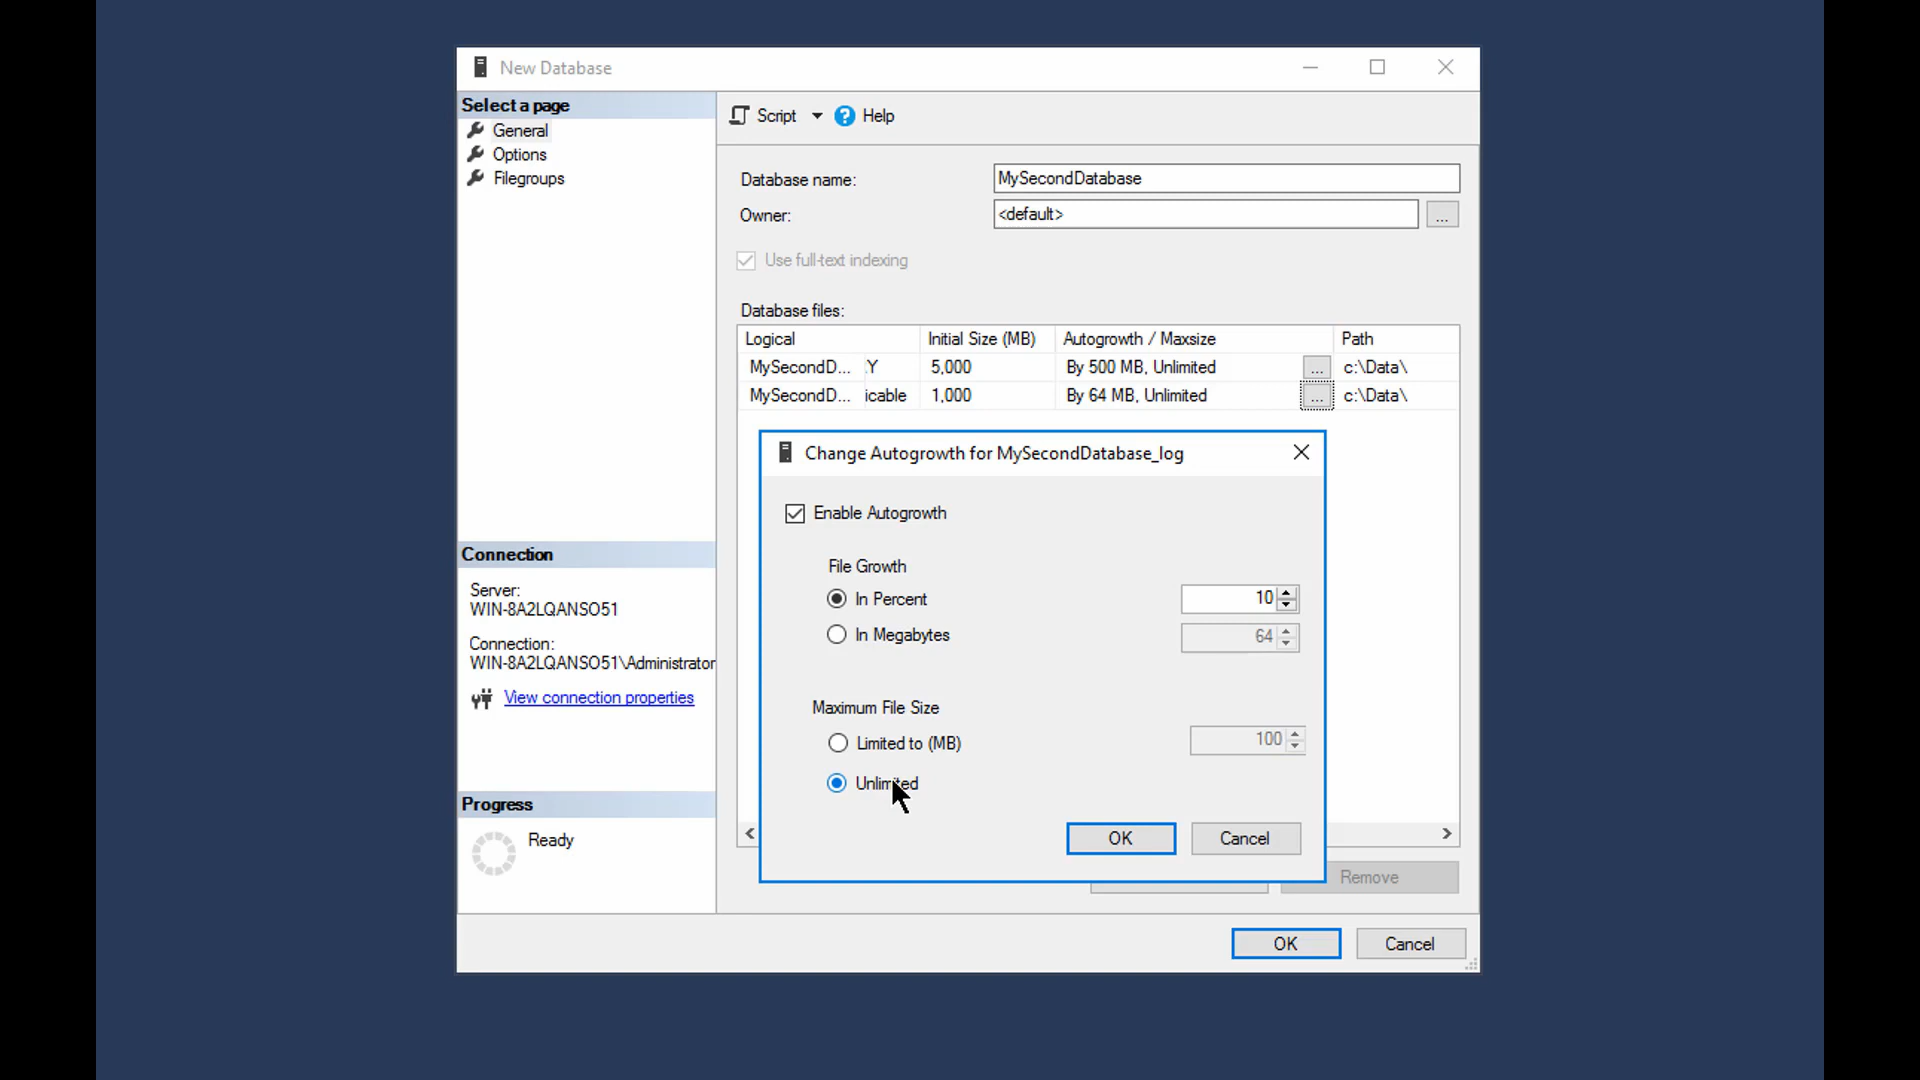 New Database
Select a page
General
Options
Filegroups
Script
Help
Database name:
MySecondDatabase
Owner:
<default>
...
Use full-text indexing
Database files:
Logical
Initial Size (MB)
Autogrowth / Maxsize
Path
MySecondD...
:Y
5,000
By 500 MB, Unlimited
...
c:\Data\
MySecondD...
icable
1,000
By 64 MB, Unlimited
...
c:\Data\
Change Autogrowth for MySecondDatabase_log
Enable Autogrowth
File Growth
In Percent
10
In Megabytes
64
Maximum File Size
Limited to (MB)
100
Unlimited
OK
Cancel
Connection
Server:
WIN-8A2LQANSO51
Connection:
WIN-8A2LQANSO51\Administrator
View connection properties
Progress
Ready
Remove
OK
Cancel